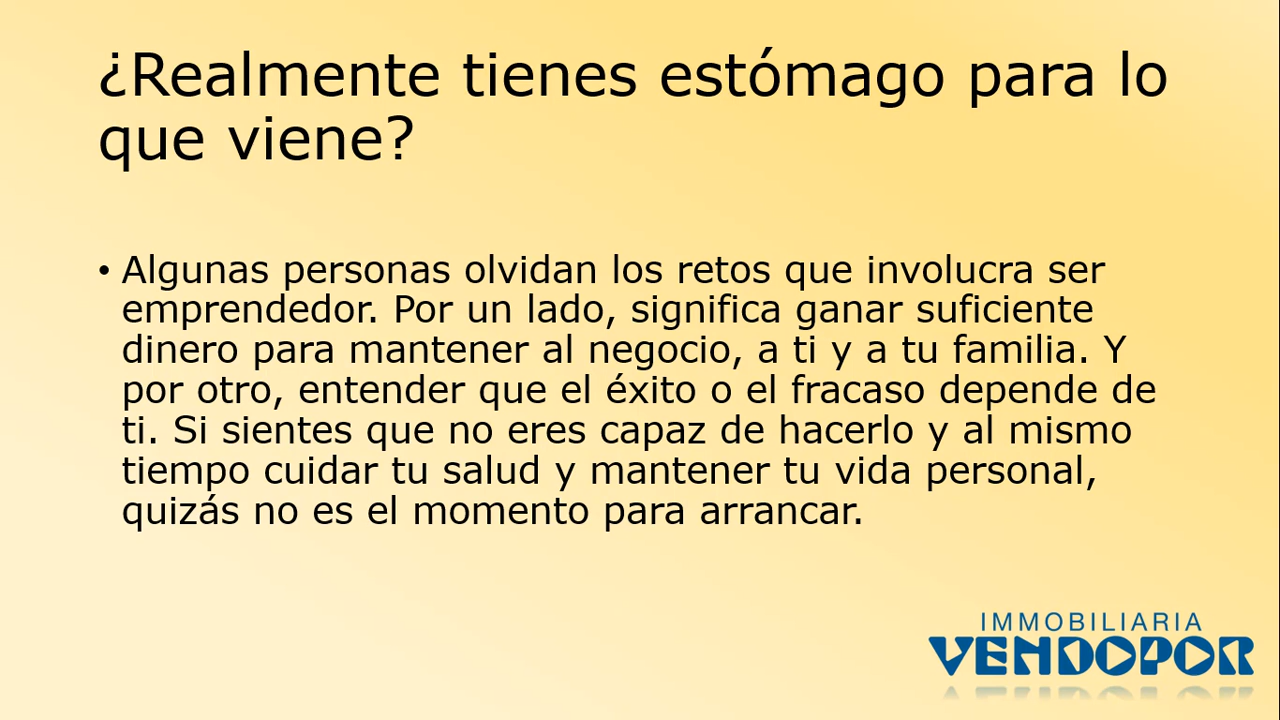 ¿Realmente tienes estómago para lo
que viene?
• Algunas personas olvidan los retos que involucra ser
emprendedor. Por un lado, significa ganar suficiente
dinero para mantener al negocio, a ti y a tu familia. Y
por otro, entender que el éxito o el fracaso depende de
ti. Si sientes que no eres capaz de hacerlo y al mismo
tiempo cuidar tu salud y mantener tu vida personal,
quizás no es el momento para arrancar.
IMMOBILIARIA
VENDOPOR